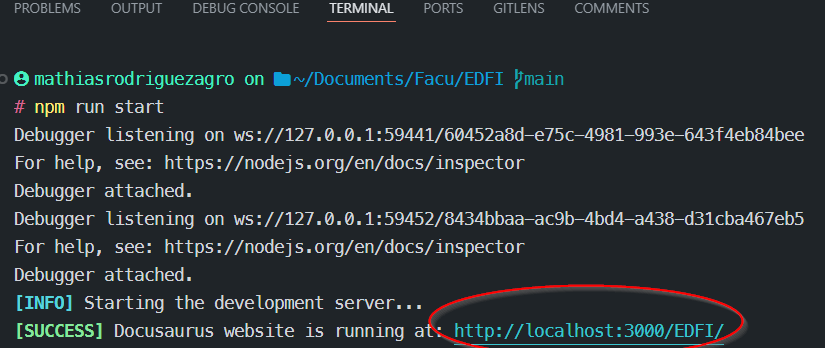 PROBLEMS OUTPUT DEBUG CONSOLE TERMINAL PORTS GITLENS COMMENTS
mathiasrodriguezagro on ~/Documents/Facu/EDFI main
# npm run start
Debugger listening on ws://127.0.0.1:59441/60452a8d-e75c-4981-993e-643f4eb84bee
For help, see: https://nodejs.org/en/docs/inspector
Debugger attached.
Debugger listening on ws://127.0.0.1:59452/8434bbaa-ac9b-4bd4-a438-d31cba467eb5
For help, see: https://nodejs.org/en/docs/inspector
Debugger attached.
[INFO] Starting the development server...
[SUCCESS] Docusaurus website is running at: http://localhost:3000/EDFI/